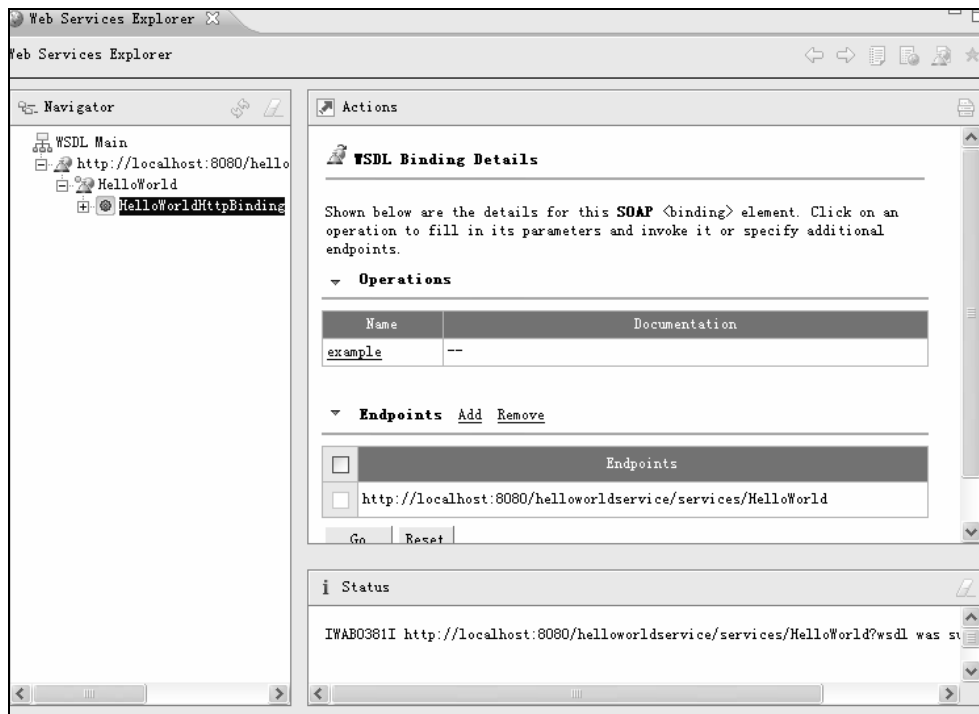 Web Services Explorer
Web Services Explorer
Navigator
WSDL Main
http://localhost:8080/hello
HelloWorld
HelloWorldHttpBinding
Actions
WSDL Binding Details
Shown below are the details for this SOAP <binding> element. Click on an
operation to fill in its parameters and invoke it or specify additional
endpoints.
Operations
Name Documentation
example --
Endpoints Add Remove
Endpoints
http://localhost:8080/helloworldservice/services/HelloWorld
Go Reset
i Status
IWAB0381I http://localhost:8080/helloworldservice/services/HelloWorld?wsdl was